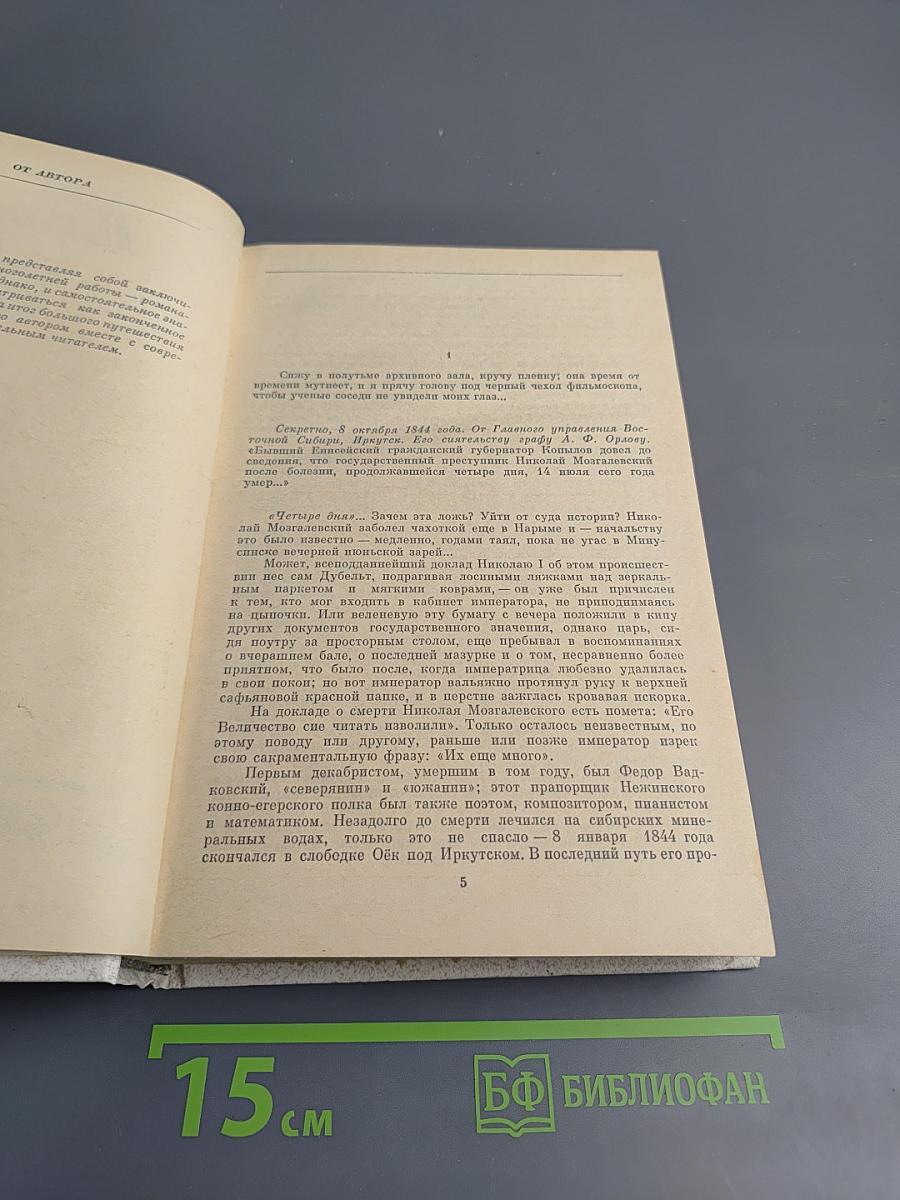 ОТ АВТОРА
представляя собой заключи-
ноголетней работы — романа-
днако, и самостоятельное зна-
триваться как законченное
а итог большого путешествия
о автором вместе с совре-
льным читателем.
1
Сижу в полутьме архивного зала, кручу пленку; она время от
времени мутнеет, и я прячу голову под черный чехол фильмоскопа,
чтобы ученые соседи не увидели моих глаз...
Секретно, 8 октября 1844 года. От Главного управления Вос-
точной Сибири, Иркутск. Его сиятельству графу А. Ф. Орлову.
«Бывший Енисейский гражданский губернатор Копылов довел до
сведения, что государственный преступник Николай Мозгалевский
после болезни, продолжавшейся четыре дня, 14 июля сего года
умер...»
«Четыре дня»... Зачем эта ложь? Уйти от суда истории? Нико-
лай Мозгалевский заболел чахоткой еще в Нарыме и — начальству
это было известно — медленно, годами таял, пока не угас в Мину-
синске вечерней июньской зарей...
Может, всеподданнейший доклад Николаю I об этом происшест-
вии нес сам Дубельт, подрагивая лосиными ляжками над зеркаль-
ным паркетом и мягкими коврами, — он уже был причислен
к тем, кто мог входить в кабинет императора, не приподнимаясь
на цыпочки. Или веленевую эту бумагу с вечера положили в кипу
других документов государственного значения, однако царь, си-
дя поутру за просторным столом, еще пребывал в воспоминаниях
о вчерашнем бале, о последней мазурке и о том, несравненно более
приятном, что было после, когда императрица любезно удалилась
в свои покои; но вот император вальяжно протянул руку к верхней
сафьяновой красной папке, и в перстне зажглась кровавая искорка.
На докладе о смерти Николая Мозгалевского есть помета: «Его
Величество сие читать изволили». Только осталось неизвестным, по
этому поводу или другому, раньше или позже император изрек
свою сакраментальную фразу: «Их еще много».
Первым декабристом, умершим в том году, был Федор Вад-
ковский, «северянин» и «южанин»; этот прапорщик Нежинского
конно-егерского полка был также поэтом, композитором, пианистом
и математиком. Незадолго до смерти лечился на сибирских мине-
ральных водах, только это не спасло — 8 января 1844 года
скончался в слободке Оёк под Иркутском. В последний путь его про-
5
15 см
БФ БИБЛИОФАН